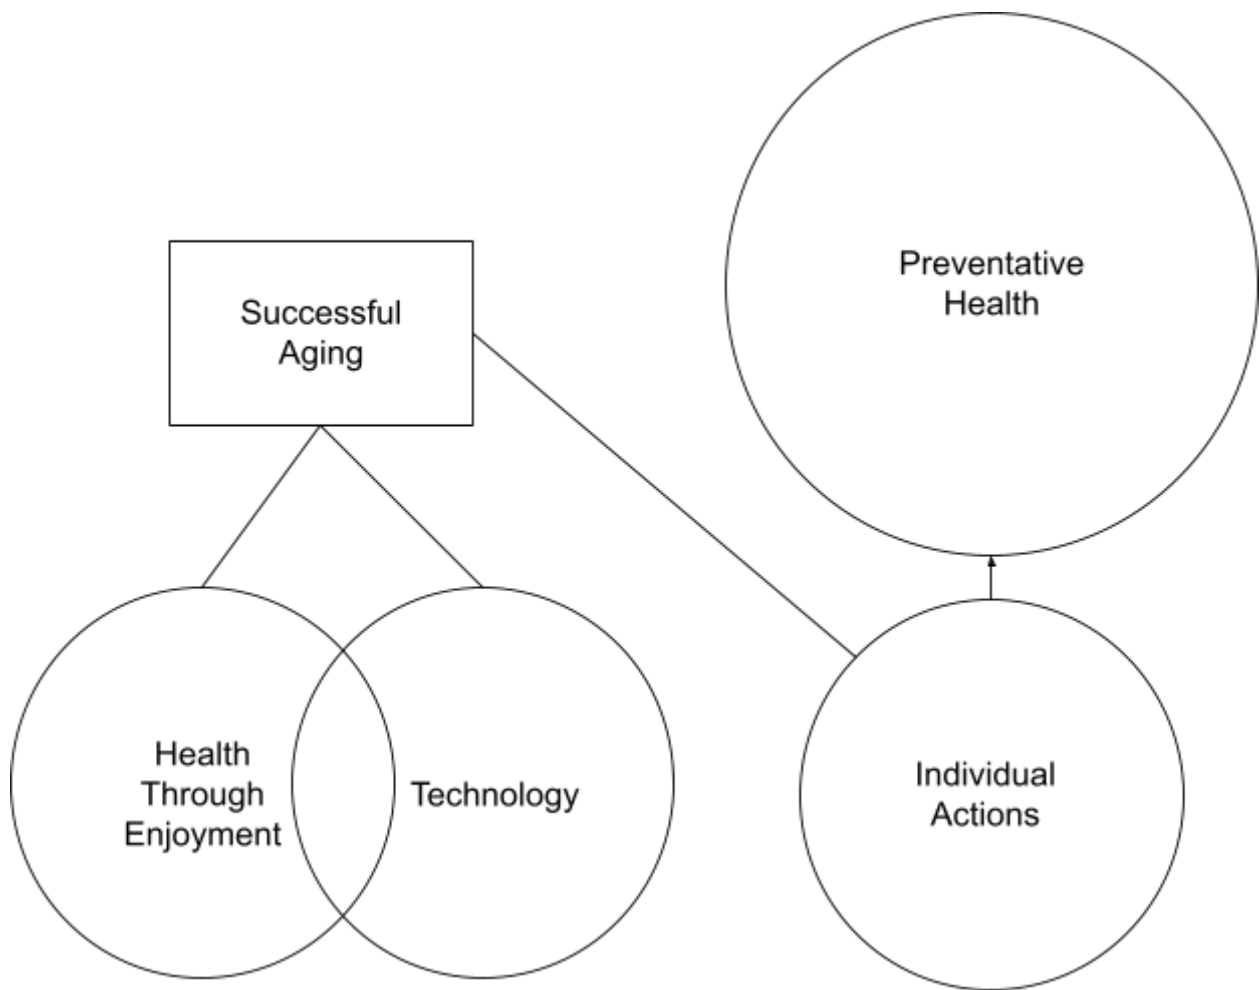 Preventative
Health
Successful
Aging
Health
Through
Enjoyment
Technology
Individual
Actions